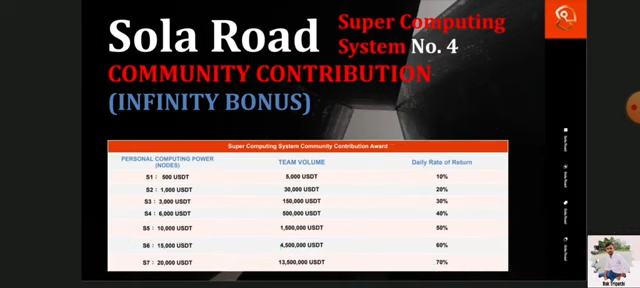 Sola Road
Super Computing
System No. 4
COMMUNITY CONTRIBUTION
(INFINITY BONUS)
Super Computing System Community Contribution Award
PERSONAL COMPUTING POWER (NODES) TEAM VOLUME Daily Rate of Return
S1 : 500 USDT 5,000 USDT 10%
S2 : 1,000 USDT 30,000 USDT 20%
S3 : 3,000 USDT 150,000 USDT 30%
S4 : 6,000 USDT 500,000 USDT 40%
S5 : 10,000 USDT 1,500,000 USDT 50%
S6 : 15,000 USDT 4,500,000 USDT 60%
S7 : 20,000 USDT 13,500,000 USDT 70%